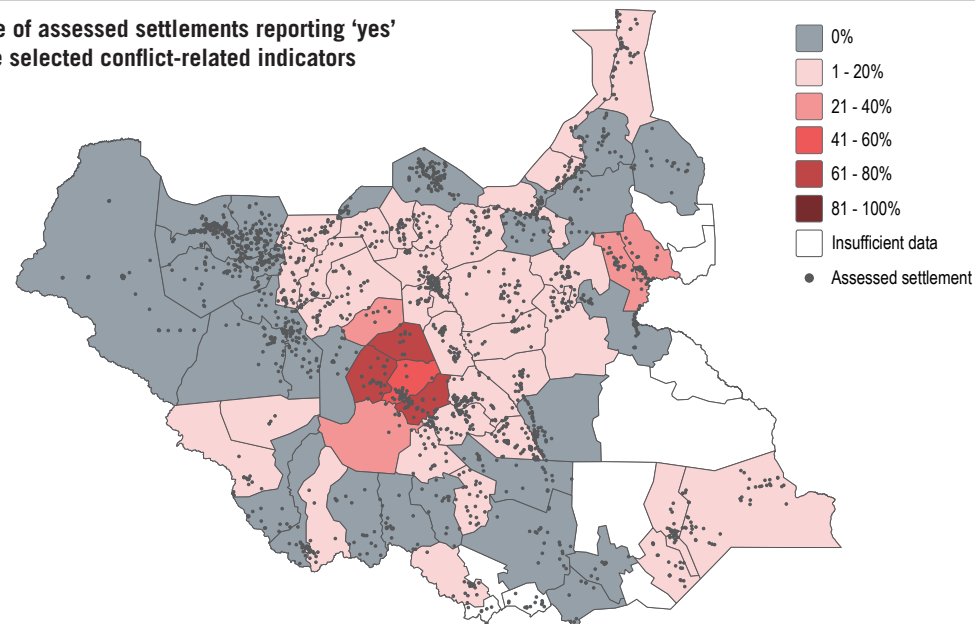 e of assessed settlements reporting ‘yes’
e selected conflict-related indicators
0%
1 - 20%
21 - 40%
41 - 60%
61 - 80%
81 - 100%
Insufficient data
Assessed settlement